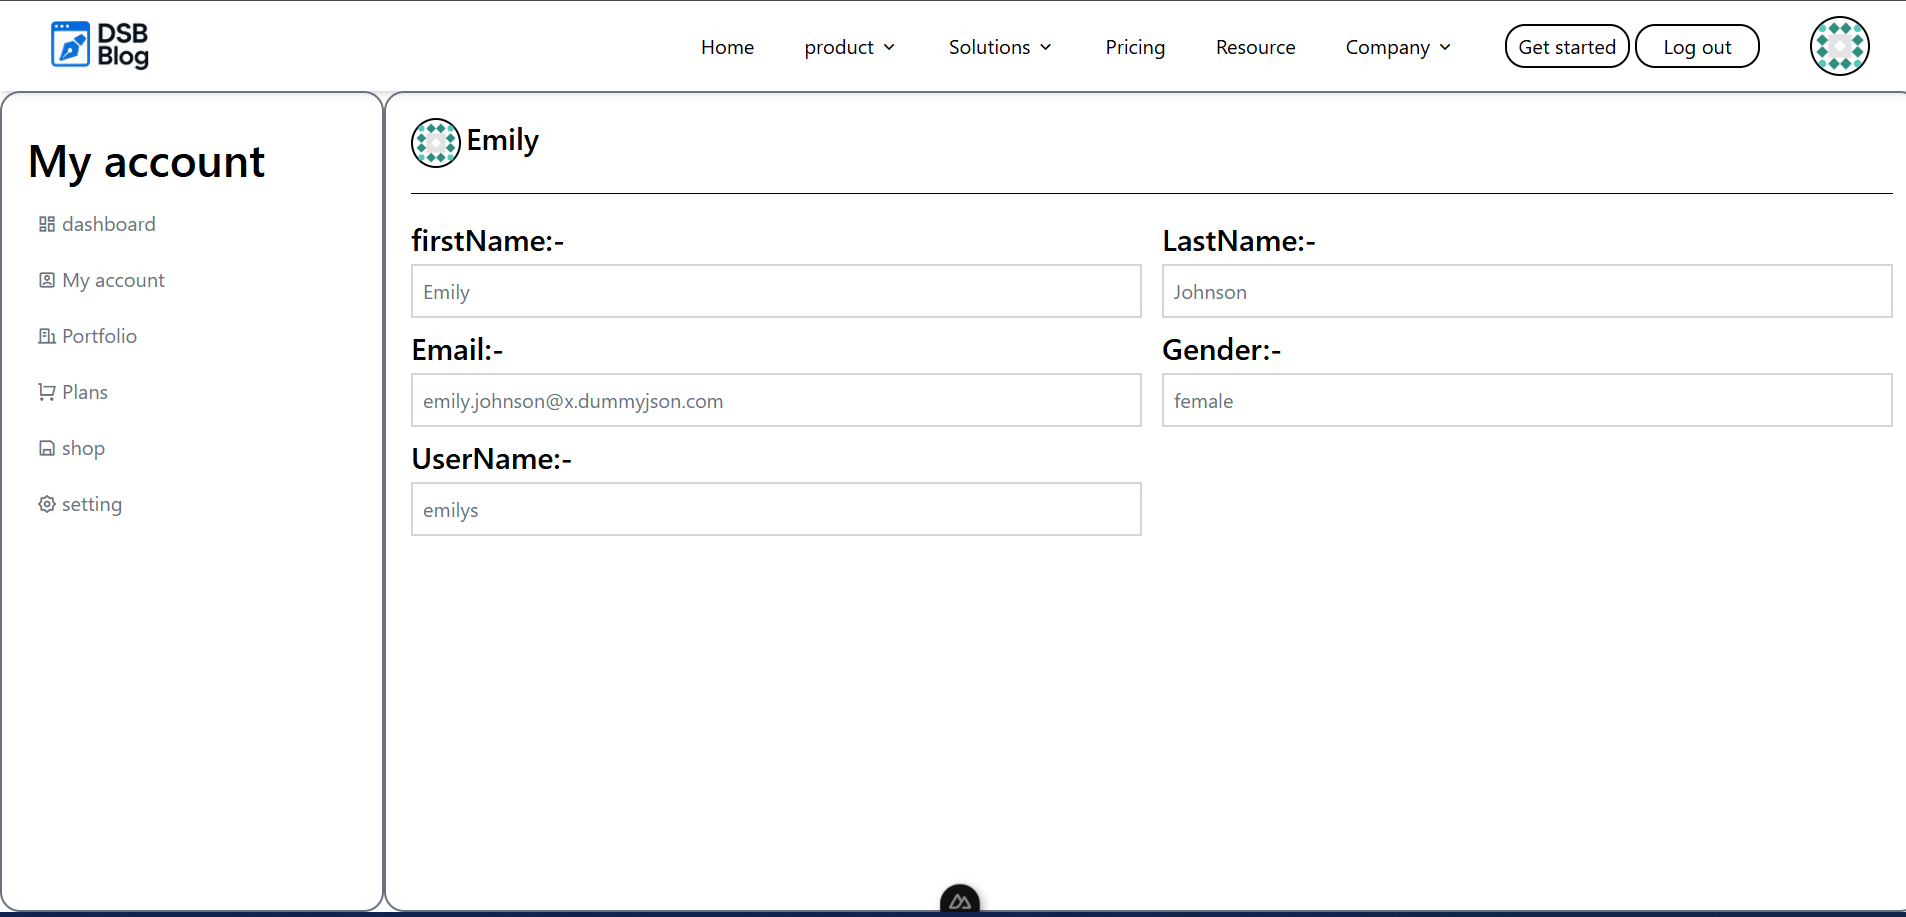 DSB
Blog
Home
product
Solutions
Pricing
Resource
Company
Get started
Log out
My account
dashboard
My account
Portfolio
Plans
shop
setting
Emily
firstName:-
LastName:-
Emily
Johnson
Email:-
Gender:-
emily.johnson@x.dummyjson.com
female
UserName:-
emilys